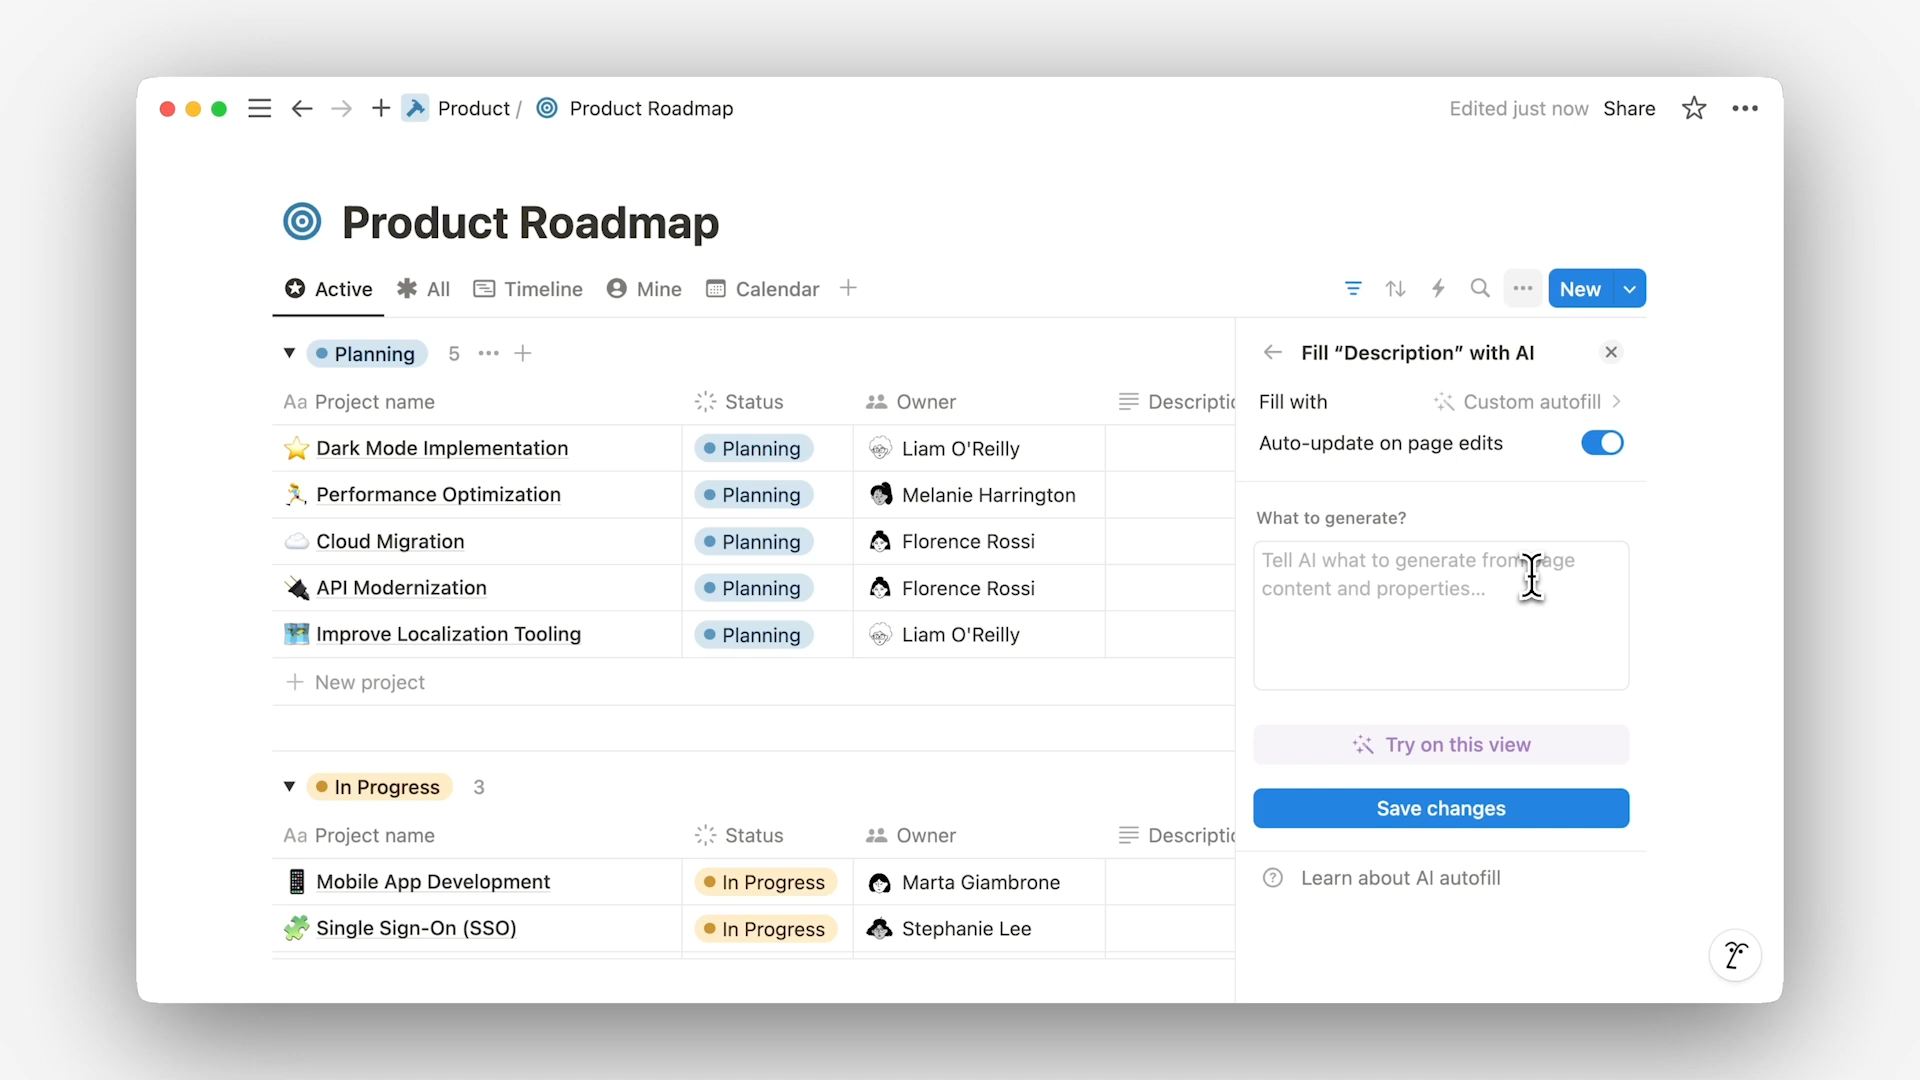 Product / Product Roadmap
Edited just now Share
Product Roadmap
Active All Timeline Mine Calendar
New
Planning 5
Aa Project name Status Owner Descriptio
Dark Mode Implementation Planning Liam O'Reilly
Performance Optimization Planning Melanie Harrington
Cloud Migration Planning Florence Rossi
API Modernization Planning Florence Rossi
Improve Localization Tooling Planning Liam O'Reilly
New project
In Progress 3
Aa Project name Status Owner Descriptio
Mobile App Development In Progress Marta Giambrone
Single Sign-On (SSO) In Progress Stephanie Lee
Fill “Description” with AI
Fill with Custom autofill
Auto-update on page edits
What to generate?
Tell AI what to generate from page
content and properties...
Try on this view
Save changes
Learn about AI autofill